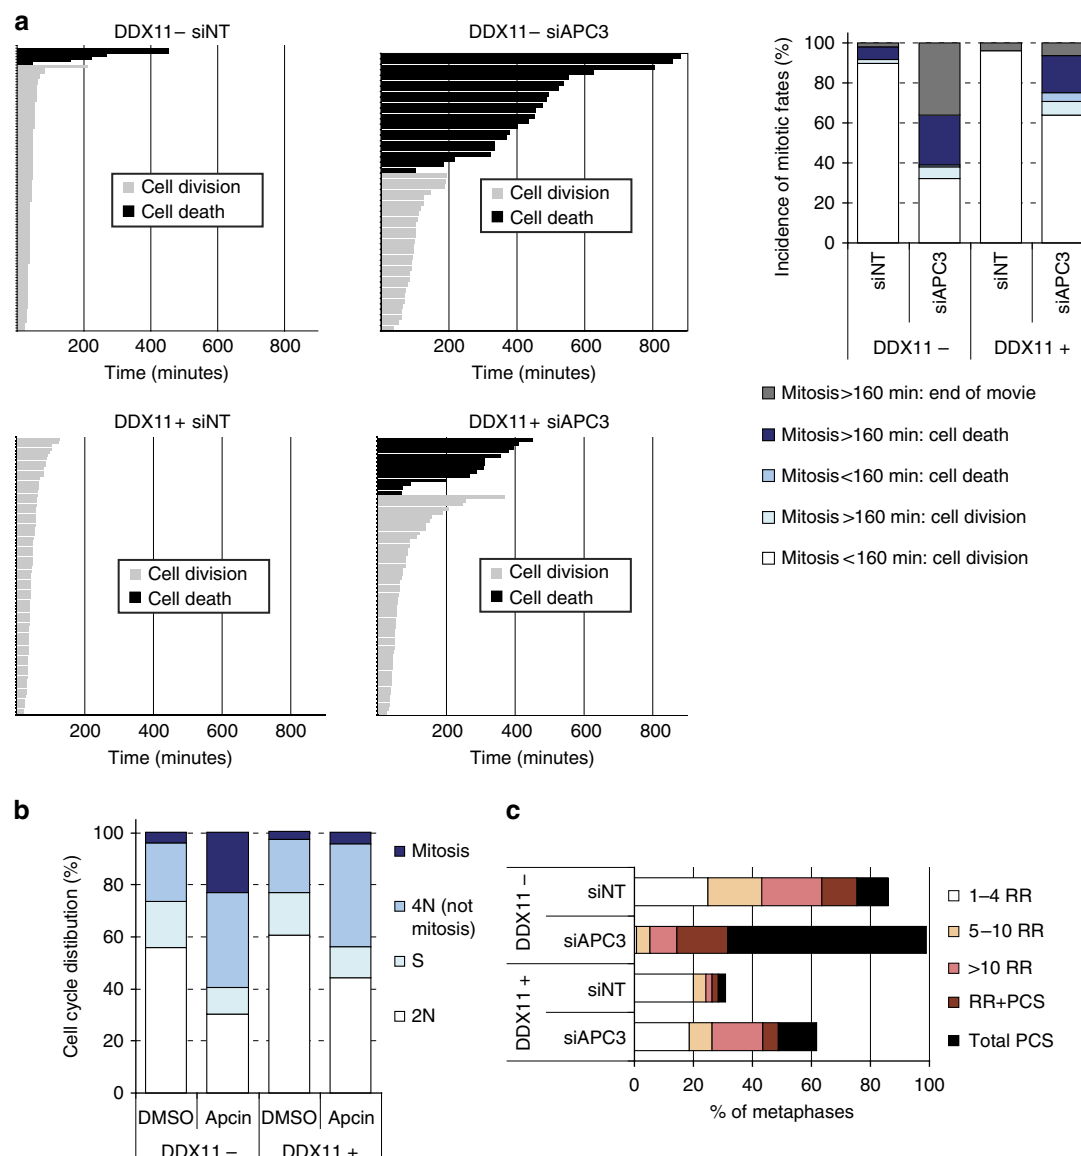 a
DDX11– siNT
Cell division
Cell death
200 400 600 800
Time (minutes)
DDX11– siAPC3
Cell division
Cell death
200 400 600 800
Time (minutes)
DDX11+ siNT
Cell division
Cell death
200 400 600 800
Time (minutes)
DDX11+ siAPC3
Cell division
Cell death
200 400 600 800
Time (minutes)
Incidence of mitotic fates (%)
100
80
60
40
20
0
siNT siAPC3 siNT siAPC3
DDX11 – DDX11 +
Mitosis>160 min: end of movie
Mitosis>160 min: cell death
Mitosis<160 min: cell death
Mitosis>160 min: cell division
Mitosis<160 min: cell division
b
Cell cycle distibution (%)
100
80
60
40
20
0
DMSO Apcin DMSO Apcin
DDX11 – DDX11 +
Mitosis
4N (not
mitosis)
S
2N
c
DDX11 –
siNT
siAPC3
DDX11 +
siNT
siAPC3
0 20 40 60 80 100
% of metaphases
1–4 RR
5–10 RR
>10 RR
RR+PCS
Total PCS